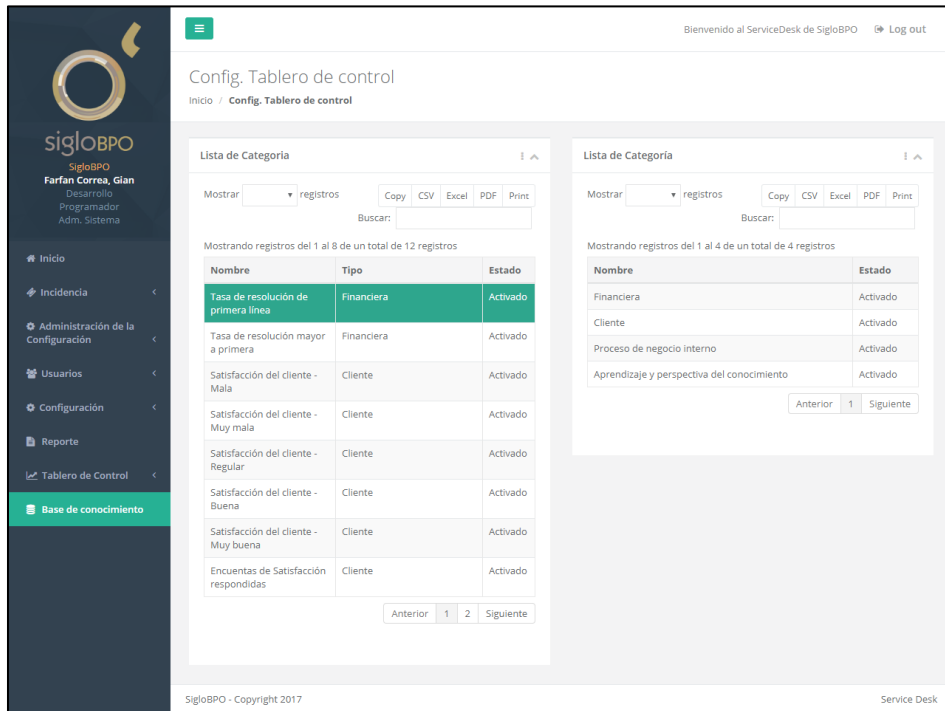 sigloBPO
SigloBPO
Farfan Correa, Gian
Desarrollo
Programador
Adm. Sistema
Inicio
Incidencia
Administración de la
Configuración
Usuarios
Configuración
Reporte
Tablero de Control
Base de conocimiento
Bienvenido al ServiceDesk de SigloBPO Log out
Config. Tablero de control
Inicio / Config. Tablero de control
Lista de Categoria
Mostrar registros Copy CSV Excel PDF Print
Buscar:
Mostrando registros del 1 al 8 de un total de 12 registros
Nombre Tipo Estado
Tasa de resolución de Financiera Activado
primera línea
Tasa de resolución mayor Financiera Activado
a primera
Satisfacción del cliente - Cliente Activado
Mala
Satisfacción del cliente - Cliente Activado
Muy mala
Satisfacción del cliente - Cliente Activado
Regular
Satisfacción del cliente - Cliente Activado
Buena
Satisfacción del cliente - Cliente Activado
Muy buena
Encuentas de Satisfacción Cliente Activado
respondidas
Anterior 1 2 Siguiente
Lista de Categoría
Mostrar registros Copy CSV Excel PDF Print
Buscar:
Mostrando registros del 1 al 4 de un total de 4 registros
Nombre Estado
Financiera Activado
Cliente Activado
Proceso de negocio interno Activado
Aprendizaje y perspectiva del conocimiento Activado
Anterior 1 Siguiente
SigloBPO - Copyright 2017 Service Desk